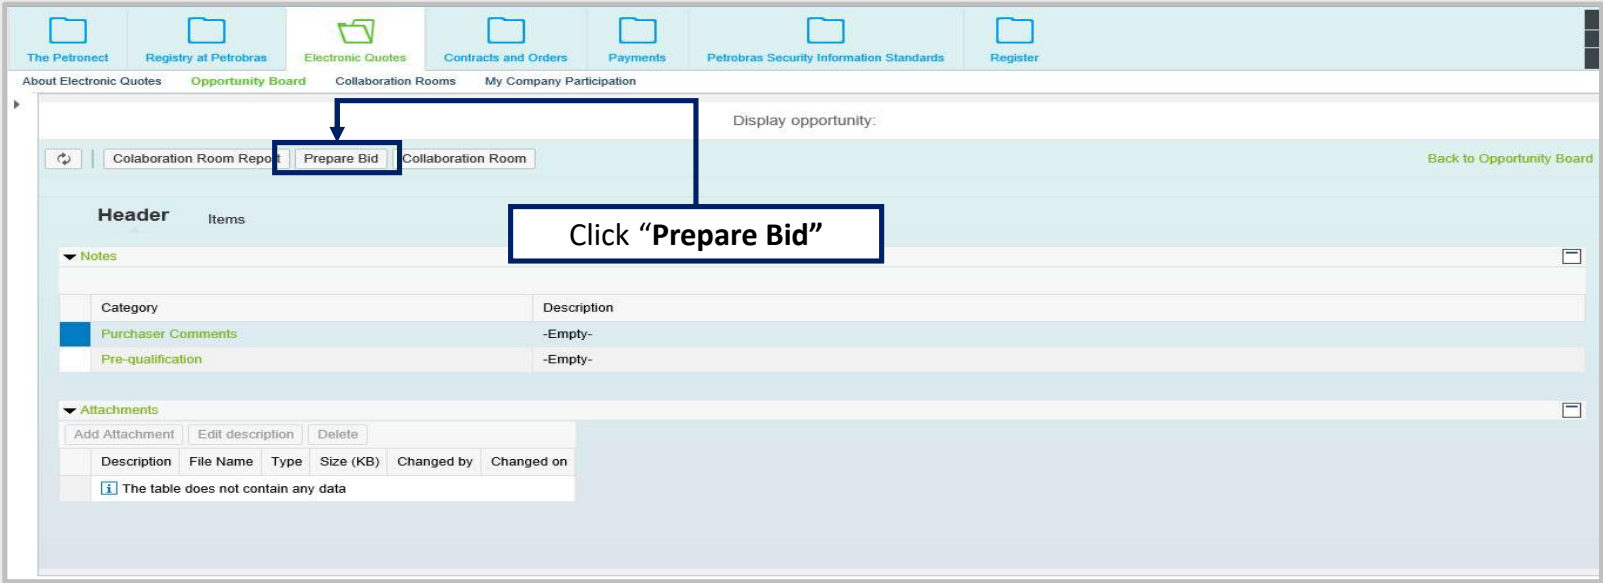 The Petronect Registry at Petrobras Electronic Quotes Contracts and Orders Payments Petrobras Security Information Standards Register
About Electronic Quotes Opportunity Board Collaboration Rooms My Company Participation
Display opportunity:
Colaboration Room Report Prepare Bid Collaboration Room Back to Opportunity Board
Header Items
Click “Prepare Bid”
Notes
Category Description
Purchaser Comments -Empty-
Pre-qualification -Empty-
Attachments
Add Attachment Edit description Delete
Description File Name Type Size (KB) Changed by Changed on
The table does not contain any data